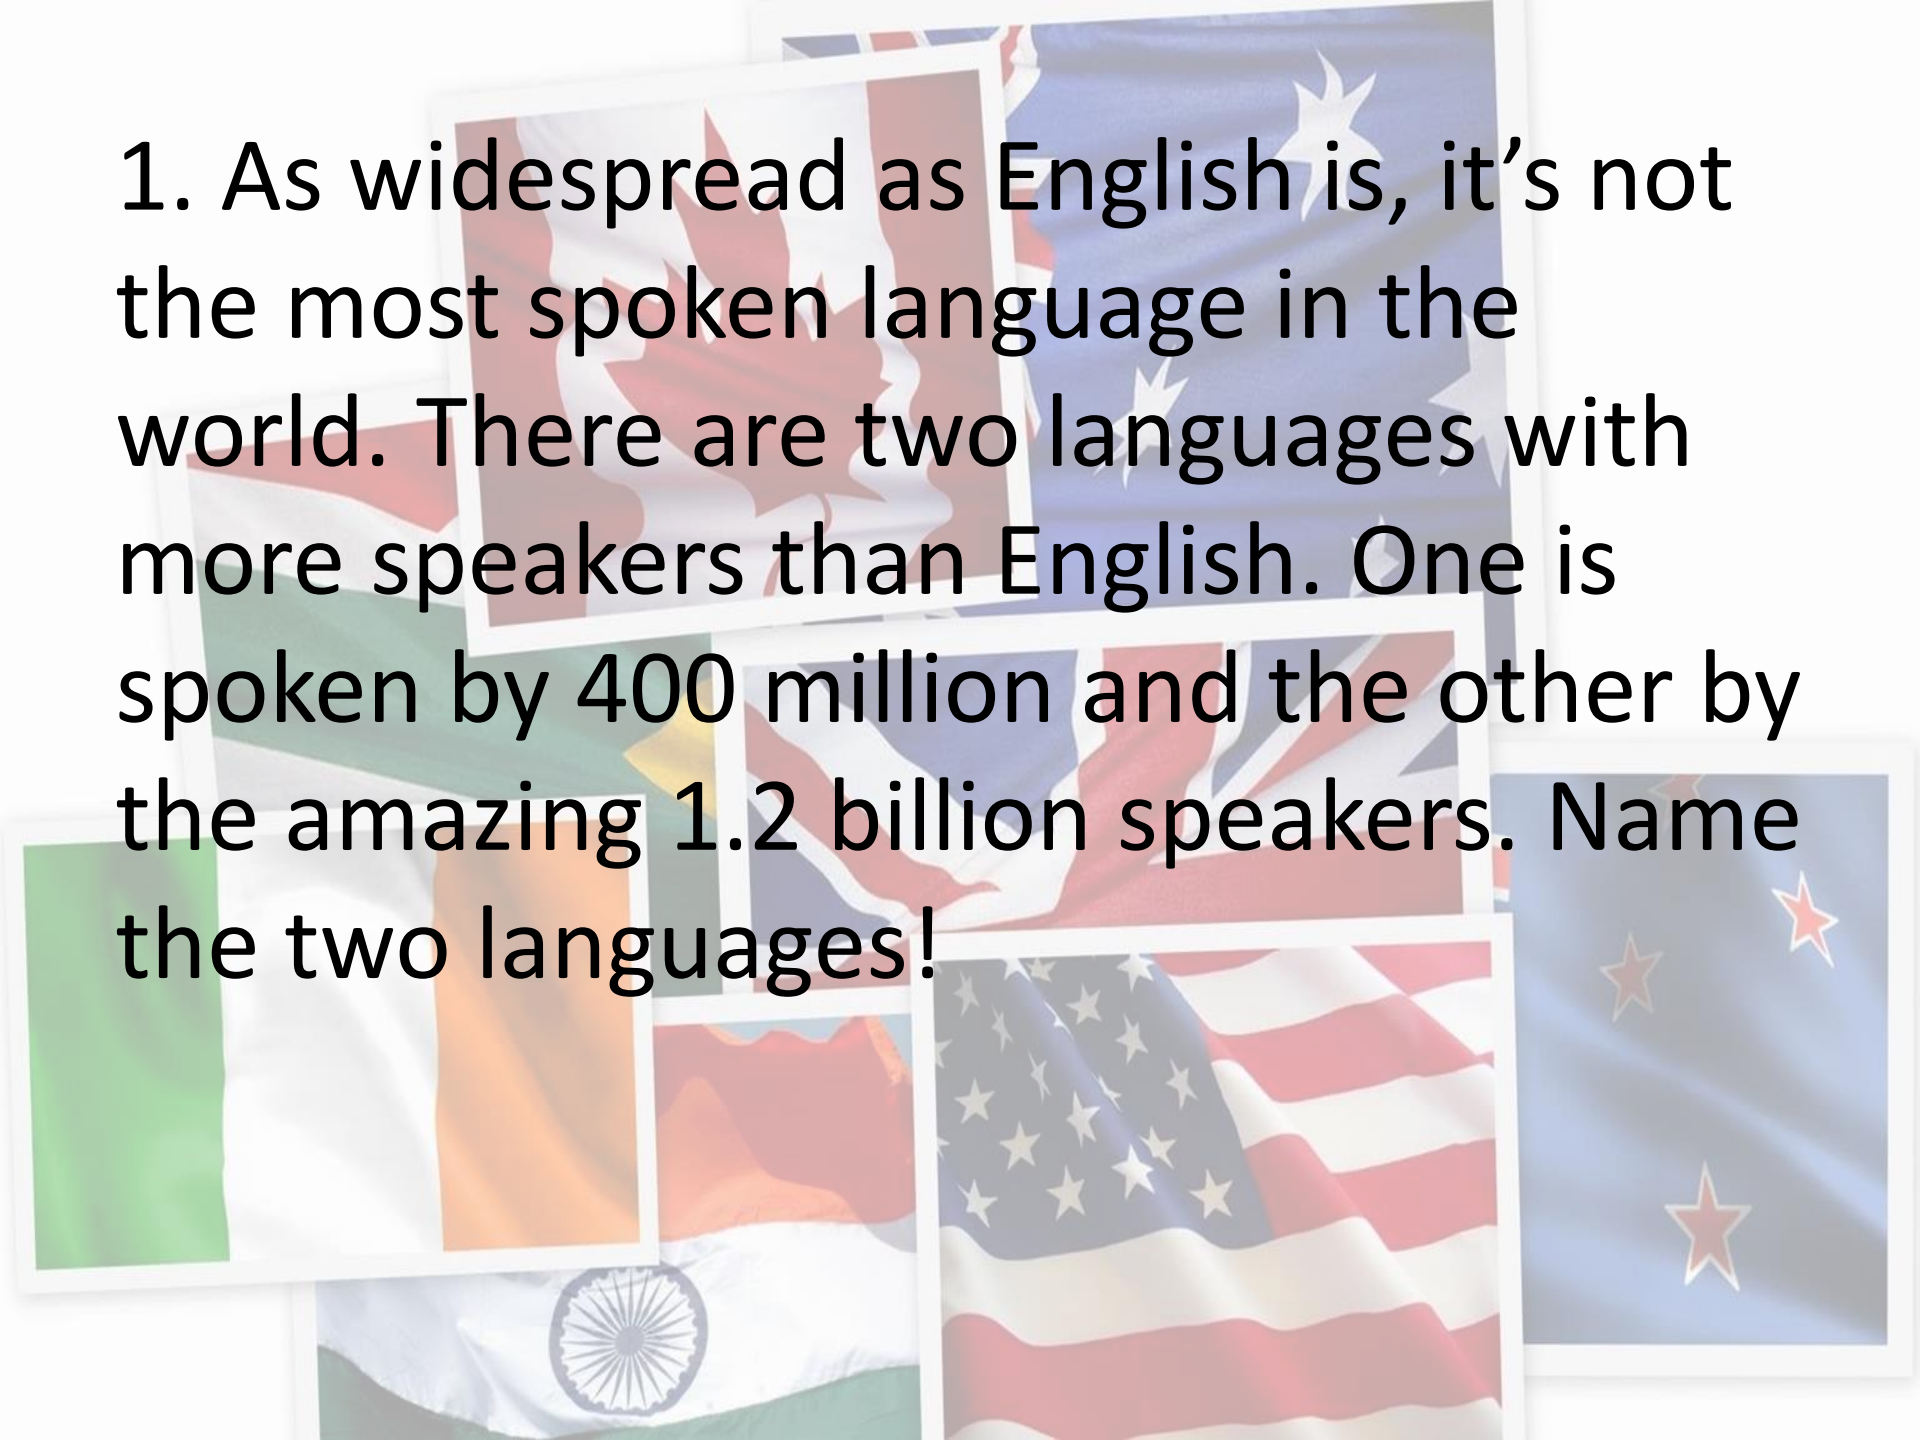 1. As widespread as English is, it’s not
the most spoken language in the
world. There are two languages with
more speakers than English. One is
spoken by 400 million and the other by
the amazing 1.2 billion speakers. Name
the two languages!